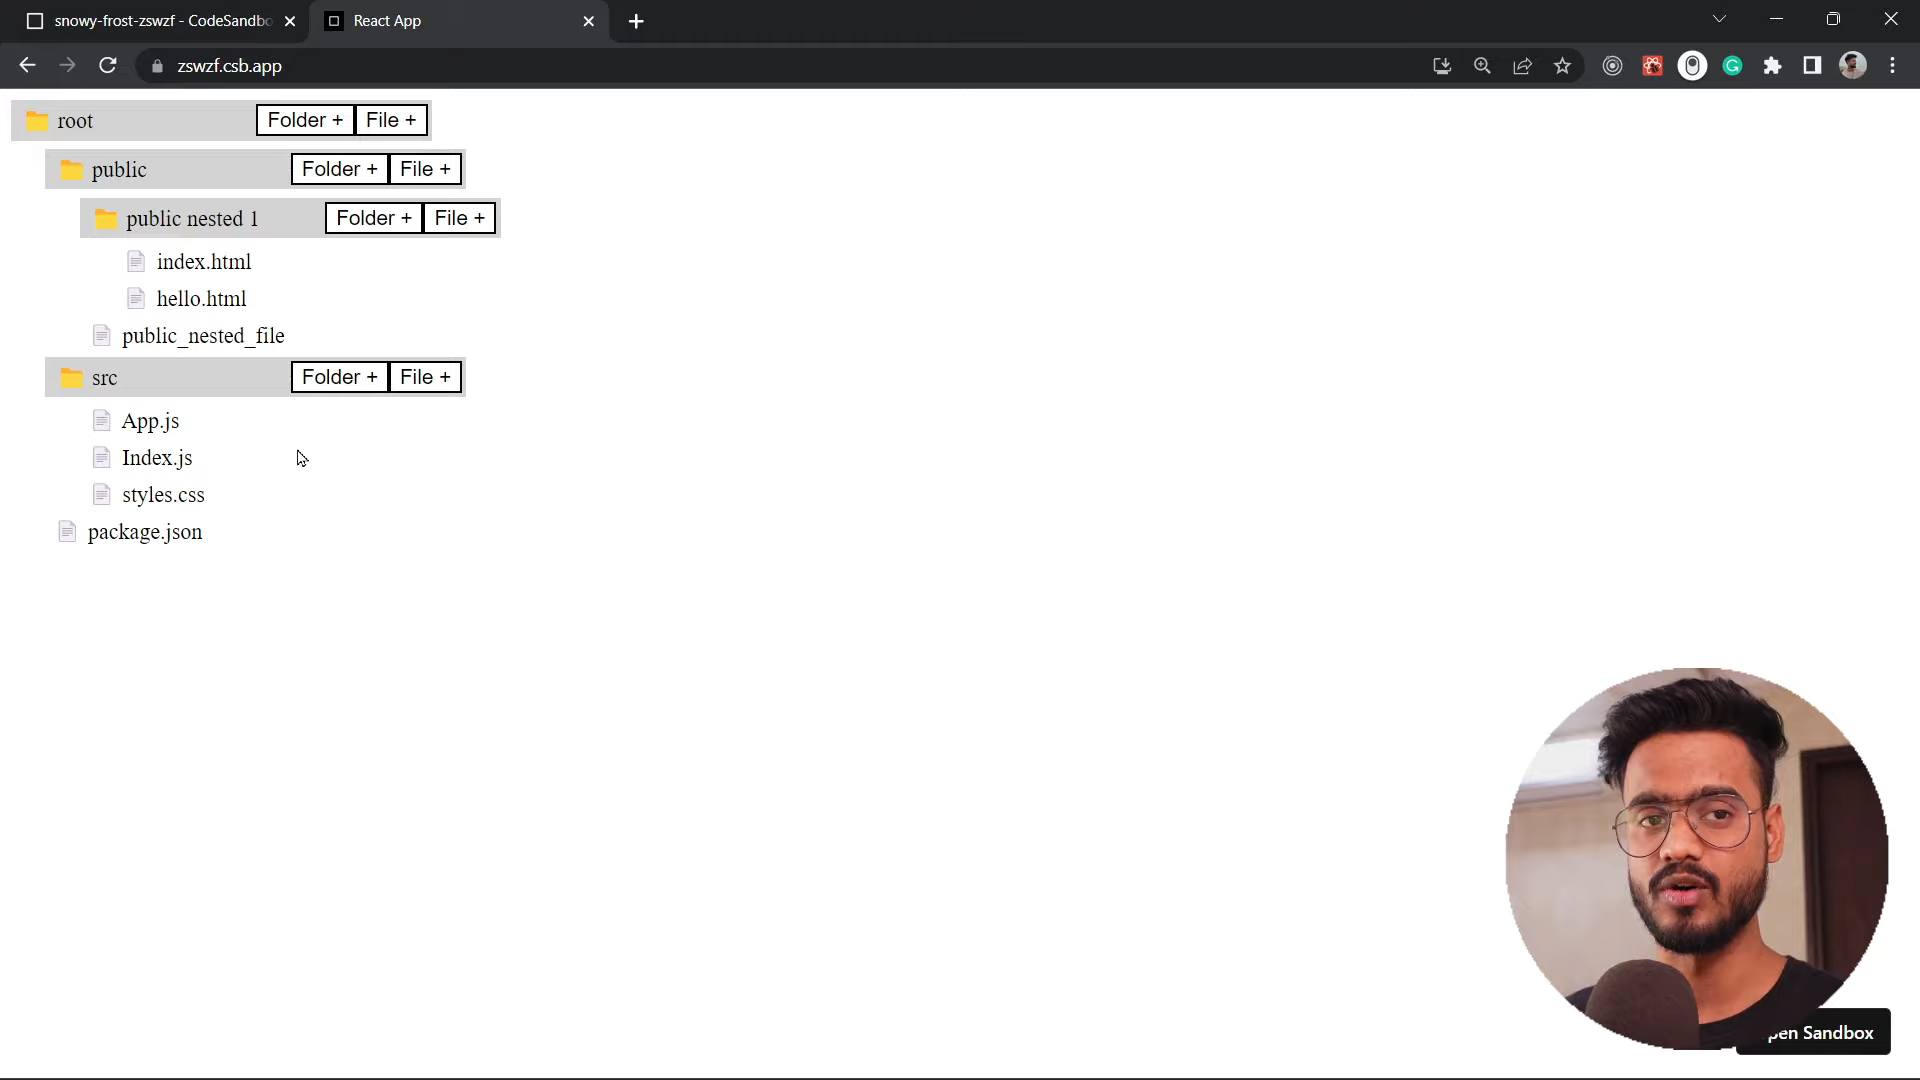 snowy-frost-zswzf - CodeSandbo
React App
zswzf.csb.app
root Folder + File +
public Folder + File +
public nested 1 Folder + File +
index.html
hello.html
public_nested_file
src Folder + File +
App.js
Index.js
styles.css
package.json
pen Sandbox